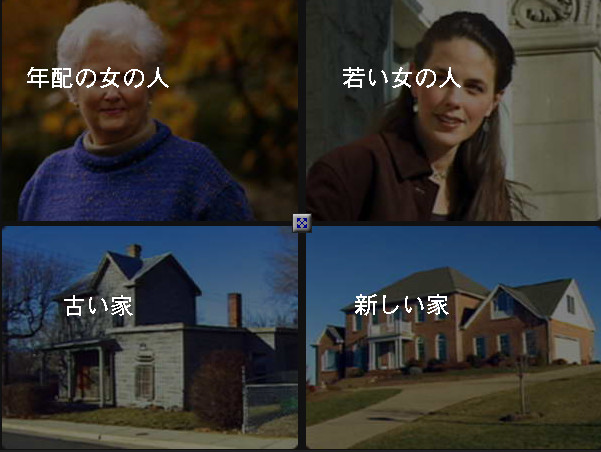 年配の女の人
若い女の人
古い家
新しい家